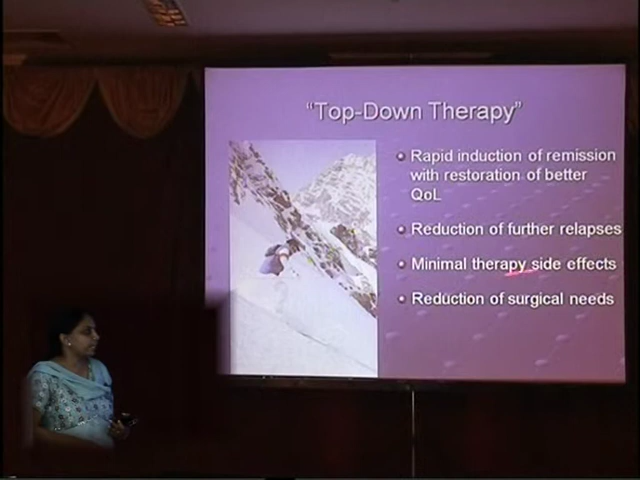 "Top-Down Therapy"
Rapid induction of remission
with restoration of better
QoL
Reduction of further relapses
Minimal therapy side effects
Reduction of surgical needs